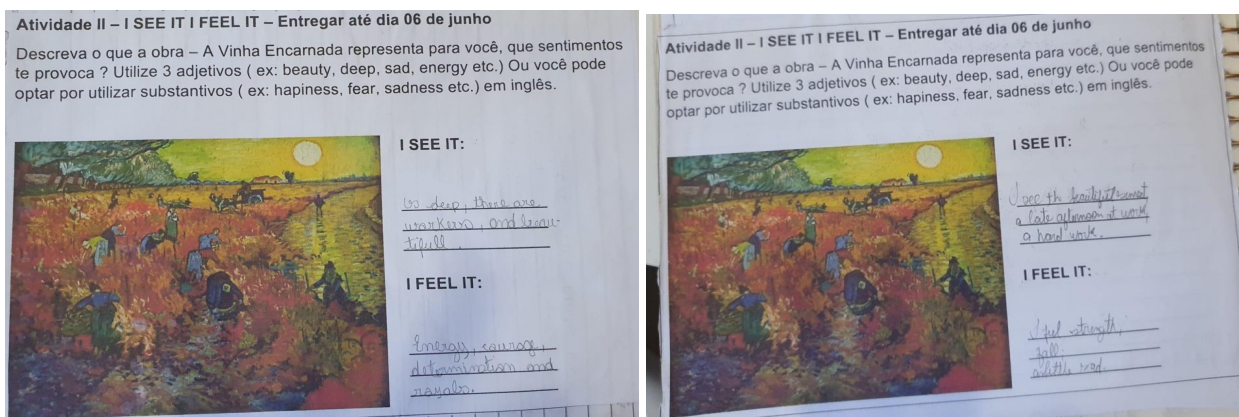 Atividade II – I SEE IT I FEEL IT – Entregar até dia 06 de junho
Descreva o que a obra – A Vinha Encarnada representa para você, que sentimentos
te provoca ? Utilize 3 adjetivos ( ex: beauty, deep, sad, energy etc.) Ou você pode
optar por utilizar substantivos ( ex: hapiness, fear, sadness etc.) em inglês.
I SEE IT:
deep, there are
workers, and beau-
tifull.
I FEEL IT:
Energy, courage,
determination and
Atividade II – I SEE IT I FEEL IT – Entregar até dia 06 de junho
Descreva o que a obra – A Vinha Encarnada representa para você, que sentimentos
te provoca ? Utilize 3 adjetivos ( ex: beauty, deep, sad, energy etc.) Ou você pode
optar por utilizar substantivos ( ex: hapiness, fear, sadness etc.) em inglês.
I SEE IT:
I see th
a late afternoon at work,
a hard work.
I FEEL IT:
I feel strength,